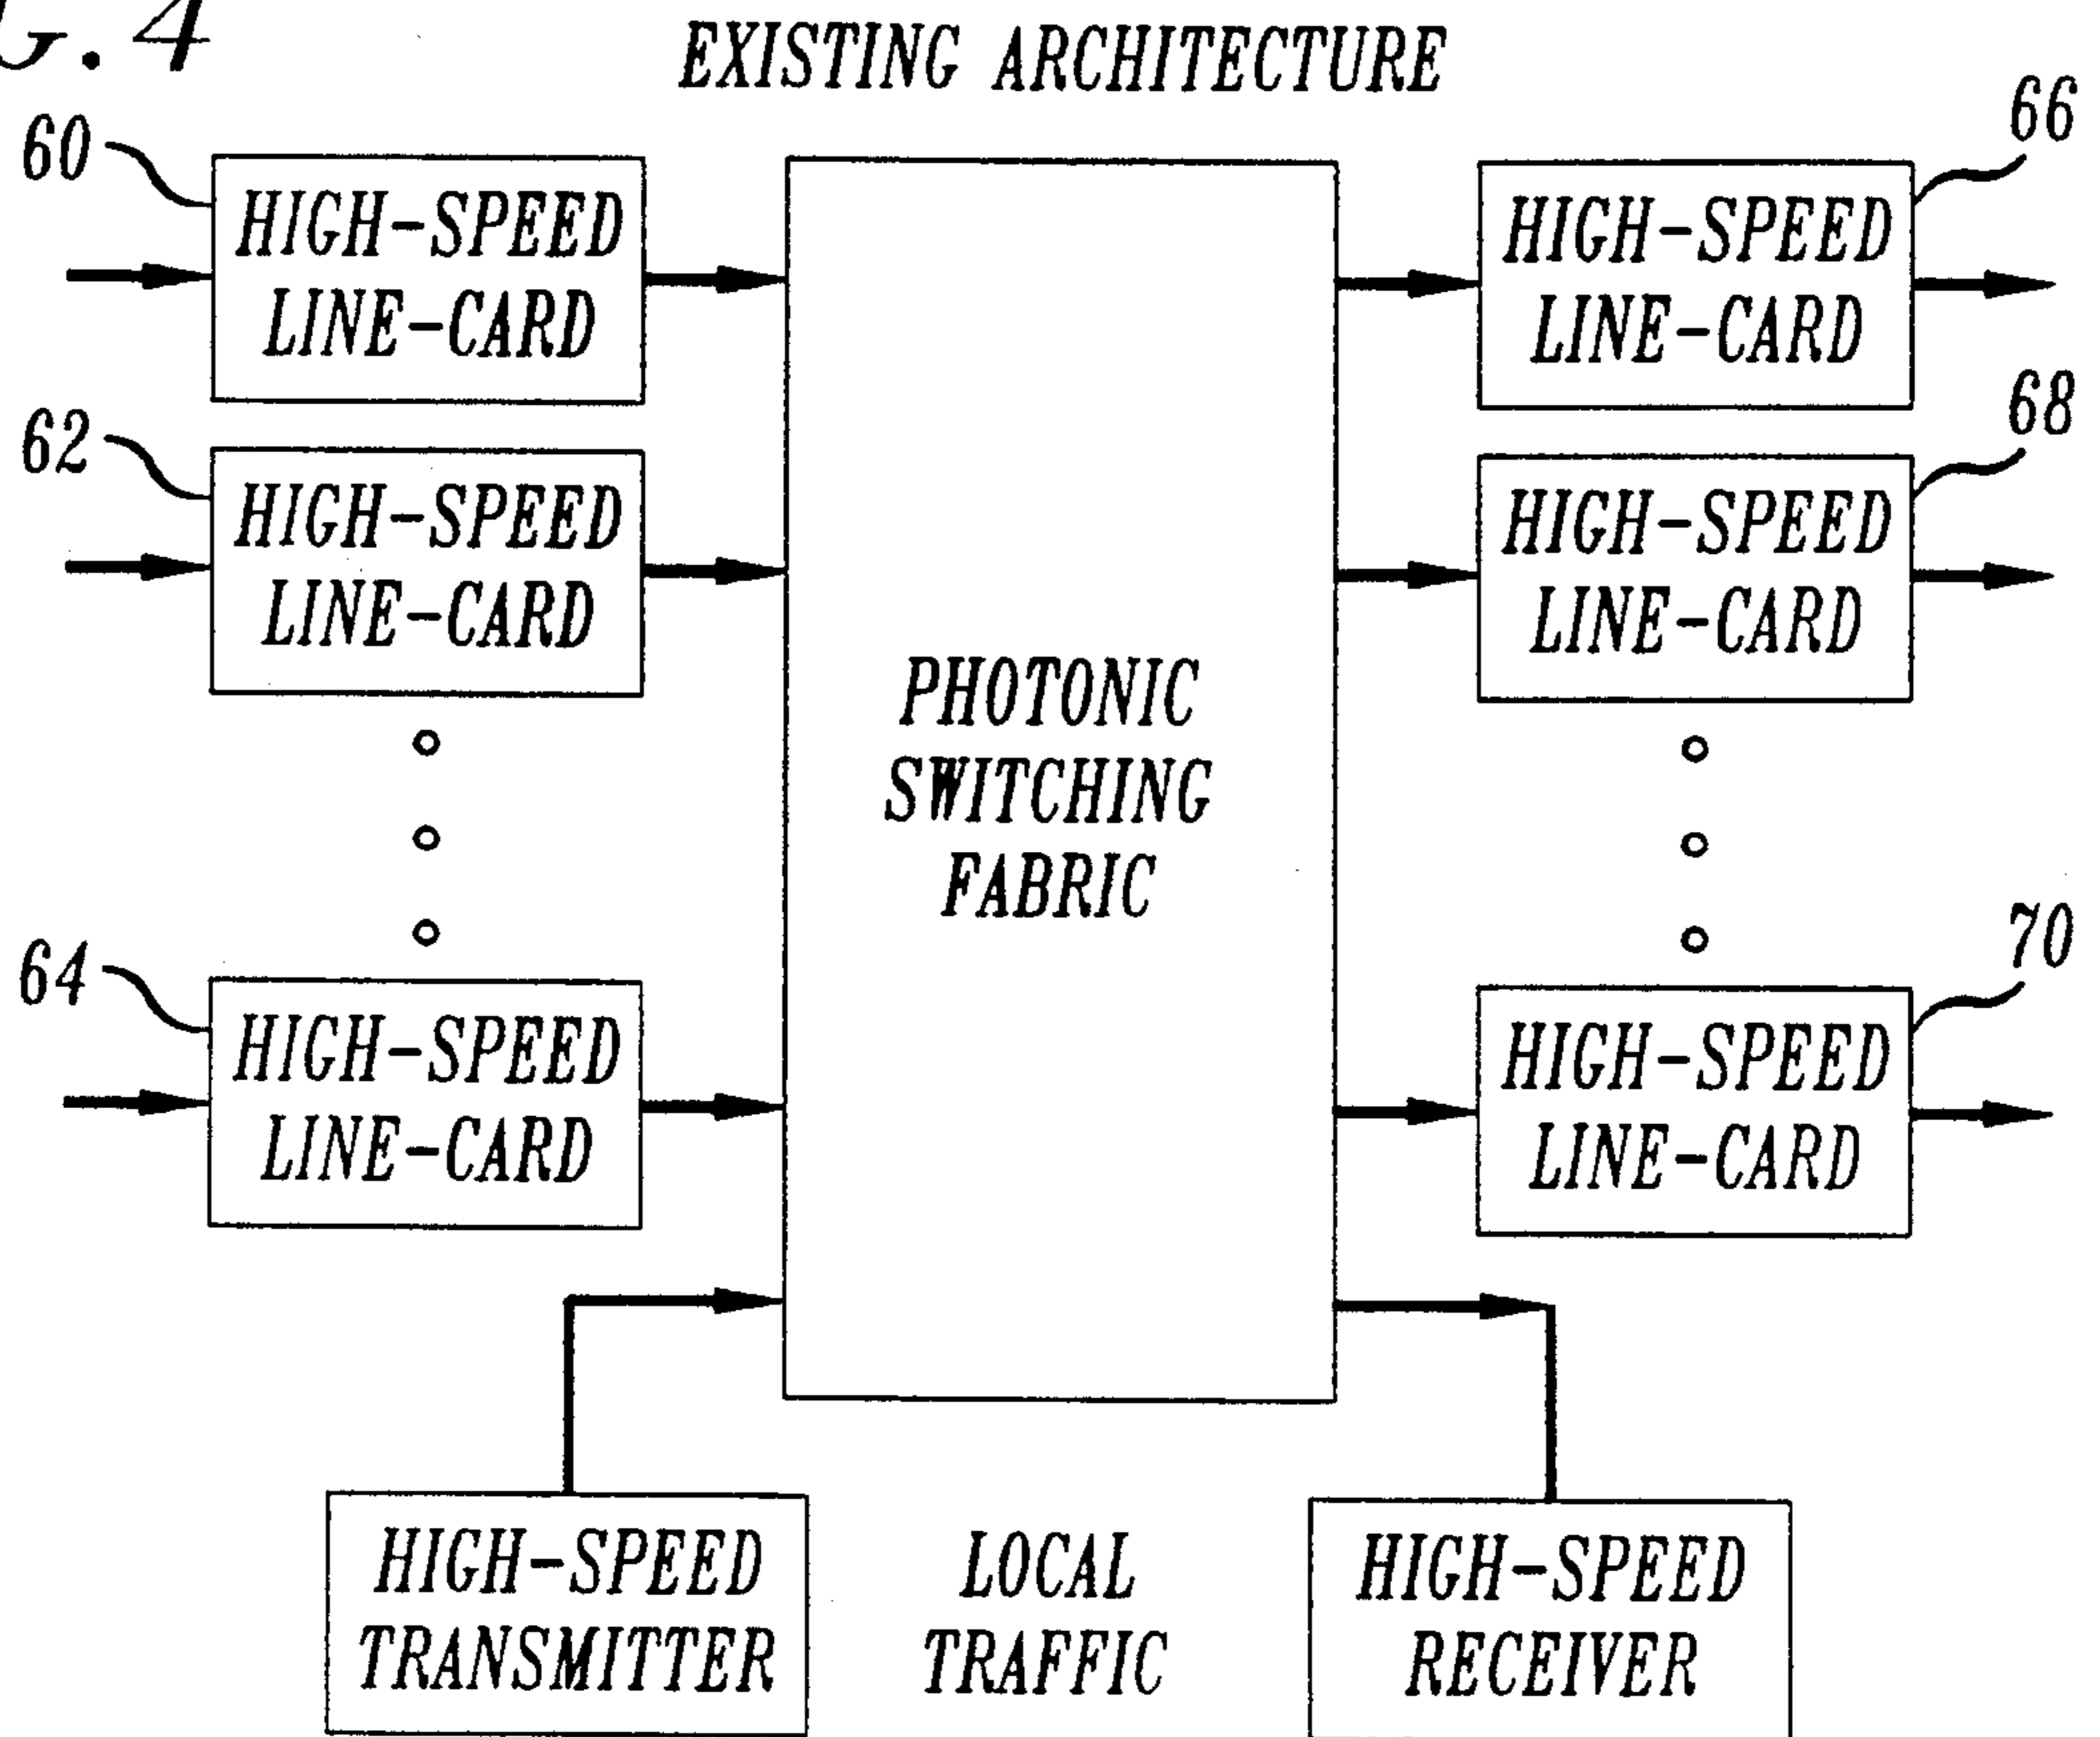 G. 4
EXISTING ARCHITECTURE
60
HIGH-SPEED
LINE-CARD
66
HIGH-SPEED
LINE-CARD
62
HIGH-SPEED
LINE-CARD
68
HIGH-SPEED
LINE-CARD
PHOTONIC
SWITCHING
FABRIC
64
HIGH-SPEED
LINE-CARD
70
HIGH-SPEED
LINE-CARD
HIGH-SPEED
TRANSMITTER
LOCAL
TRAFFIC
HIGH-SPEED
RECEIVER